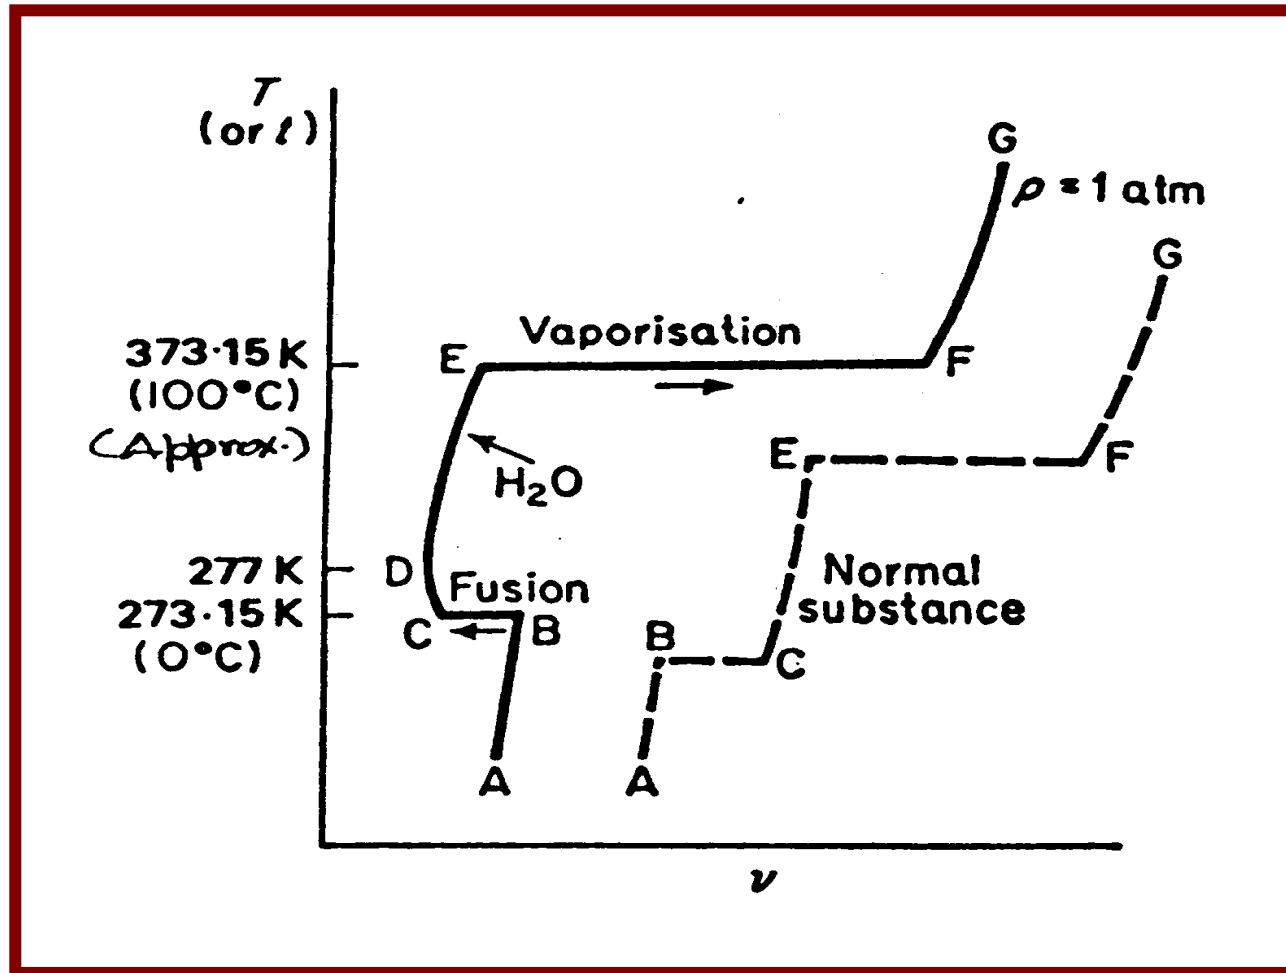 T
(or t)
G
p = 1 atm
G
Vaporisation
373·15 K
E
F
(100°C)
(Approx.)
E
F
H₂O
277 K
D
Fusion
Normal
substance
273·15 K
C
B
B
(0°C)
C
A
A
v